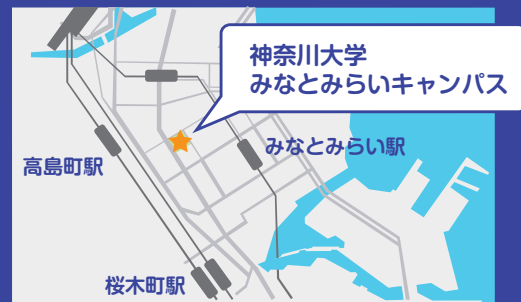 神奈川大学
みなとみらいキャンパス
みなとみらい駅
高島町駅
桜木町駅